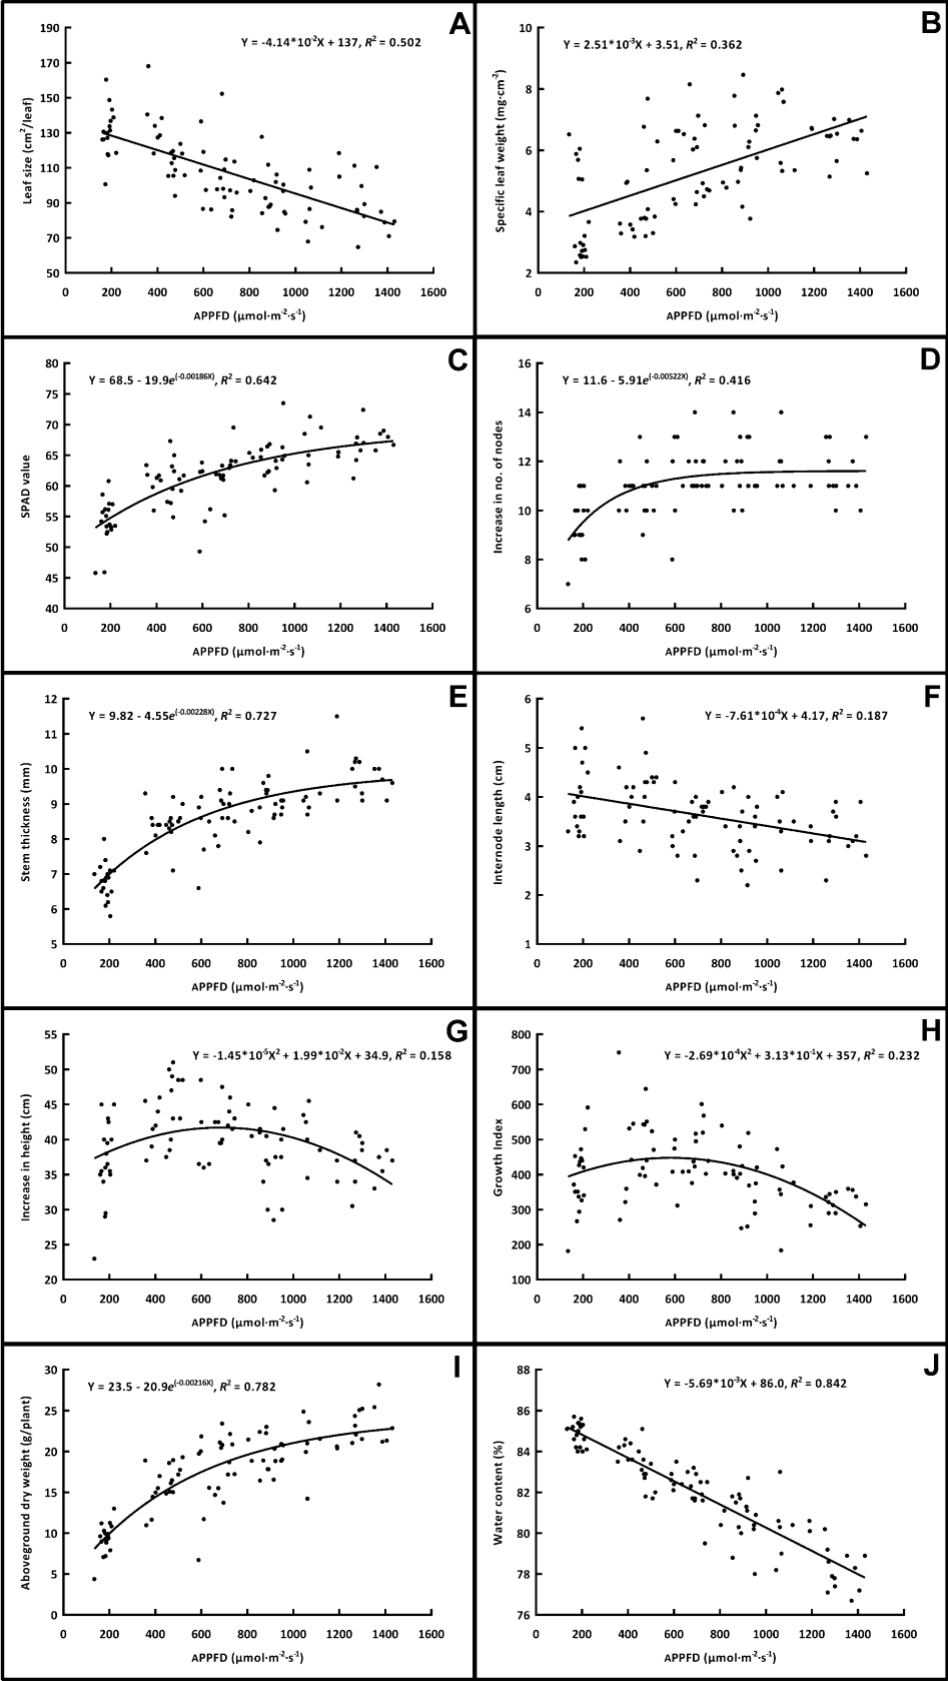 A
Y = -4.14*10⁻²X + 137, R² = 0.502
190
170
150
130
110
90
70
50
Leaf size (cm²/leaf)
0 200 400 600 800 1000 1200 1400 1600
APPFD (µmol·m⁻²·s⁻¹)
B
Y = 2.51*10⁻³X + 3.51, R² = 0.362
10
8
6
4
2
Specific leaf weight (mg·cm⁻²)
0 200 400 600 800 1000 1200 1400 1600
APPFD (µmol·m⁻²·s⁻¹)
C
Y = 68.5 - 19.9e^(-0.00186X), R² = 0.642
80
75
70
65
60
55
50
45
40
SPAD value
0 200 400 600 800 1000 1200 1400 1600
APPFD (µmol·m⁻²·s⁻¹)
D
Y = 11.6 - 5.91e^(-0.00522X), R² = 0.416
16
14
12
10
8
6
Increase in no. of nodes
0 200 400 600 800 1000 1200 1400 1600
APPFD (µmol·m⁻²·s⁻¹)
E
Y = 9.82 - 4.55e^(-0.00228X), R² = 0.727
12
11
10
9
8
7
6
5
Stem thickness (mm)
0 200 400 600 800 1000 1200 1400 1600
APPFD (µmol·m⁻²·s⁻¹)
F
Y = -7.61*10⁻⁴X + 4.17, R² = 0.187
6
5
4
3
2
1
Internode length (cm)
0 200 400 600 800 1000 1200 1400 1600
APPFD (µmol·m⁻²·s⁻¹)
G
Y = -1.45*10⁻⁵X² + 1.99*10⁻²X + 34.9, R² = 0.158
55
50
45
40
35
30
25
20
Increase in height (cm)
0 200 400 600 800 1000 1200 1400 1600
APPFD (µmol·m⁻²·s⁻¹)
H
Y = -2.69*10⁻⁴X² + 3.13*10⁻¹X + 357, R² = 0.232
800
700
600
500
400
300
200
100
Growth Index
0 200 400 600 800 1000 1200 1400 1600
APPFD (µmol·m⁻²·s⁻¹)
I
Y = 23.5 - 20.9e^(-0.00216X), R² = 0.782
30
25
20
15
10
5
0
Aboveground dry weight (g/plant)
0 200 400 600 800 1000 1200 1400 1600
APPFD (µmol·m⁻²·s⁻¹)
J
Y = -5.69*10⁻³X + 86.0, R² = 0.842
88
86
84
82
80
78
76
Water content (%)
0 200 400 600 800 1000 1200 1400 1600
APPFD (µmol·m⁻²·s⁻¹)